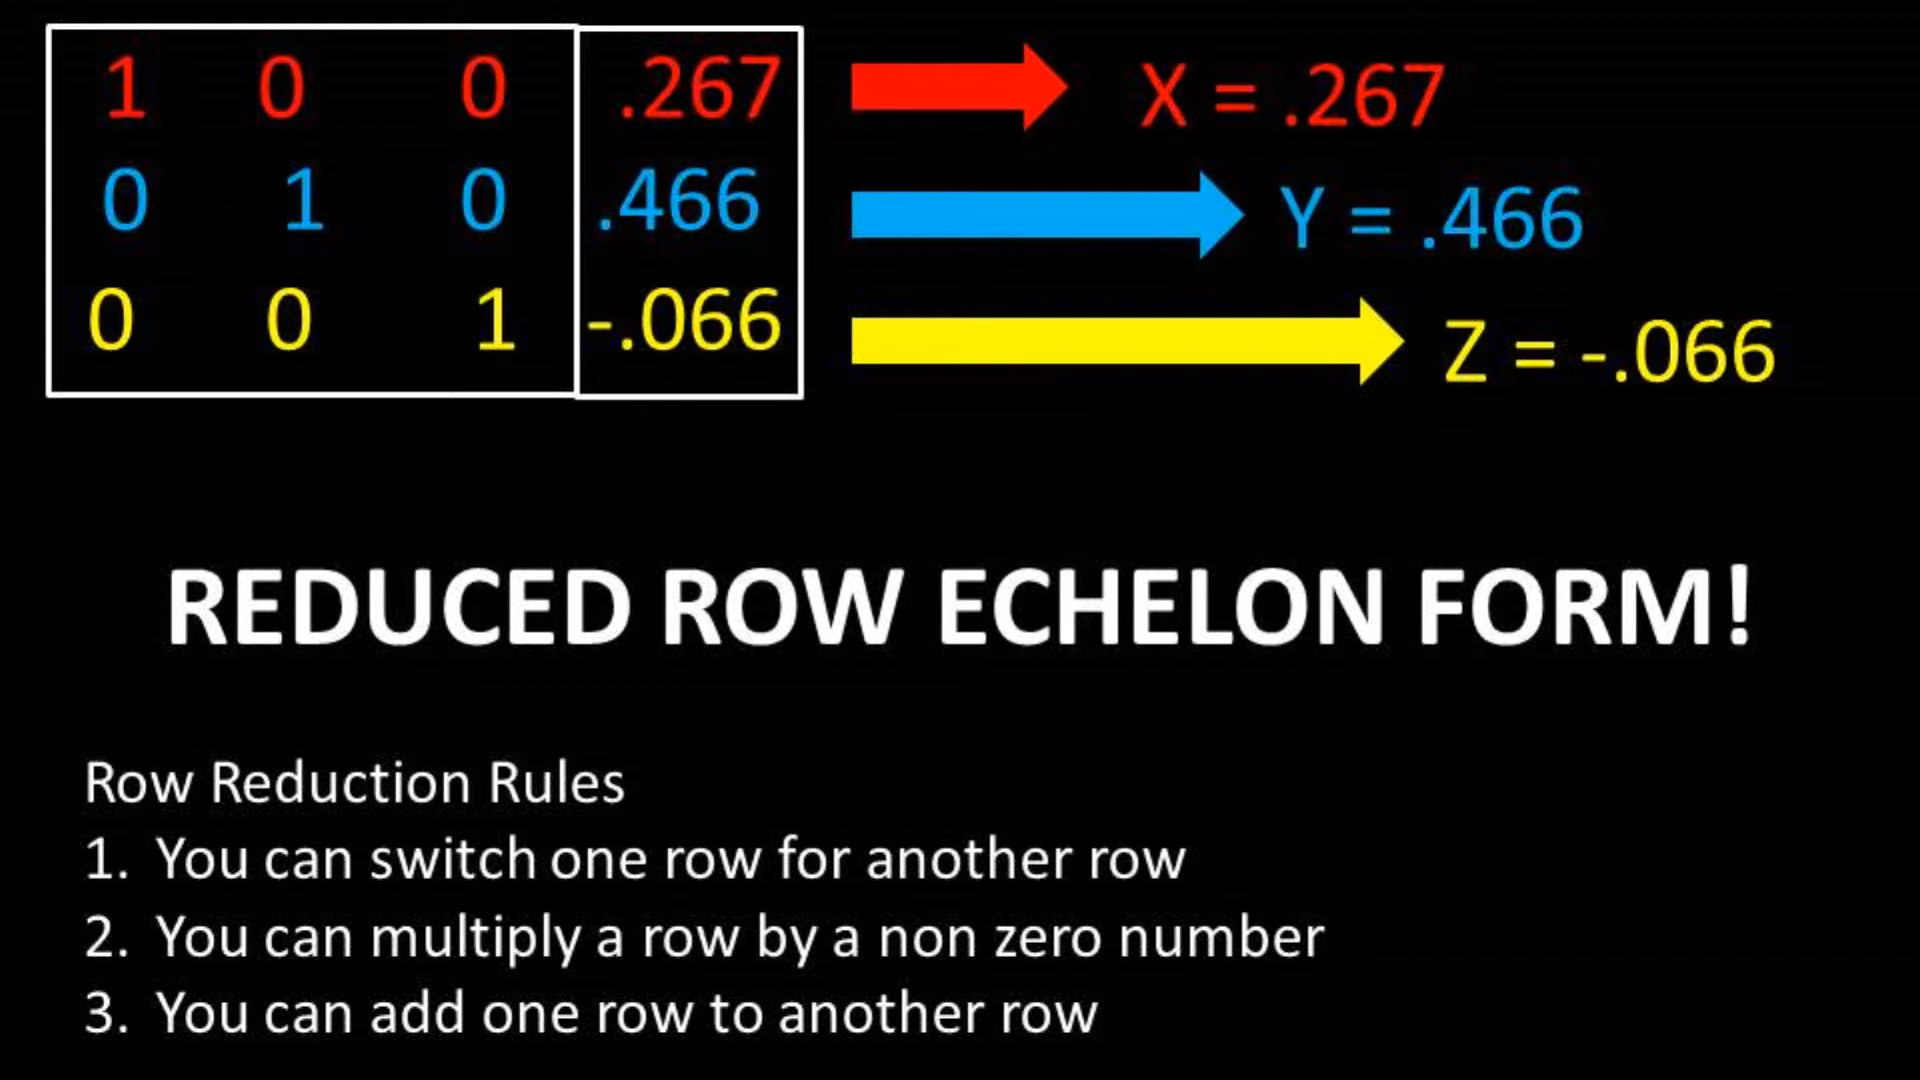 1 0 0 .267 X = .267
0 1 0 .466 Y = .466
0 0 1 -.066 Z = -.066
REDUCED ROW ECHELON FORM!
Row Reduction Rules
1. You can switch one row for another row
2. You can multiply a row by a non zero number
3. You can add one row to another row